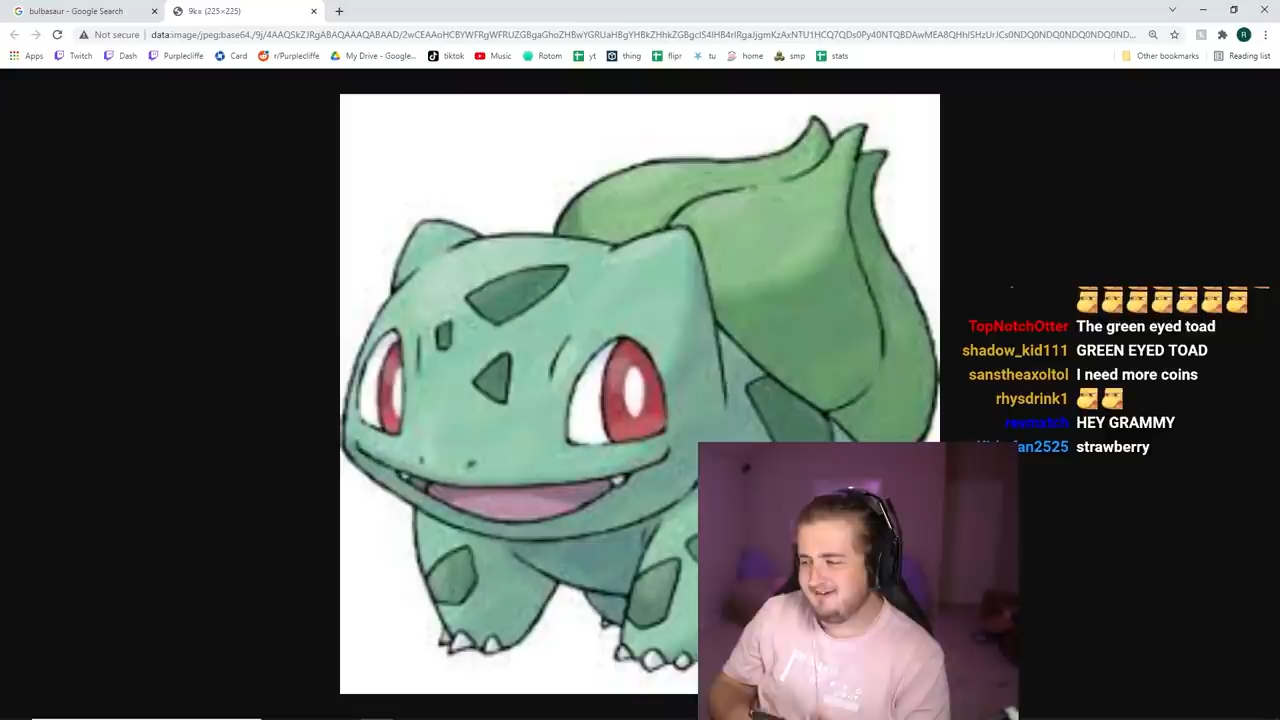 bulbasaur - Google Search
9k= (225×225)
Not secure
Apps
Twitch
Dash
Purplecliffe
Card
r/Purplecliffe
My Drive - Google...
tiktok
Music
Rotom
yt
thing
flipr
tu
home
smp
stats
Other bookmarks
Reading list
TopNotchOtter The green eyed toad
shadow_kid111 GREEN EYED TOAD
sanstheaxoltol I need more coins
rhysdrink1
HEY GRAMMY
strawberry